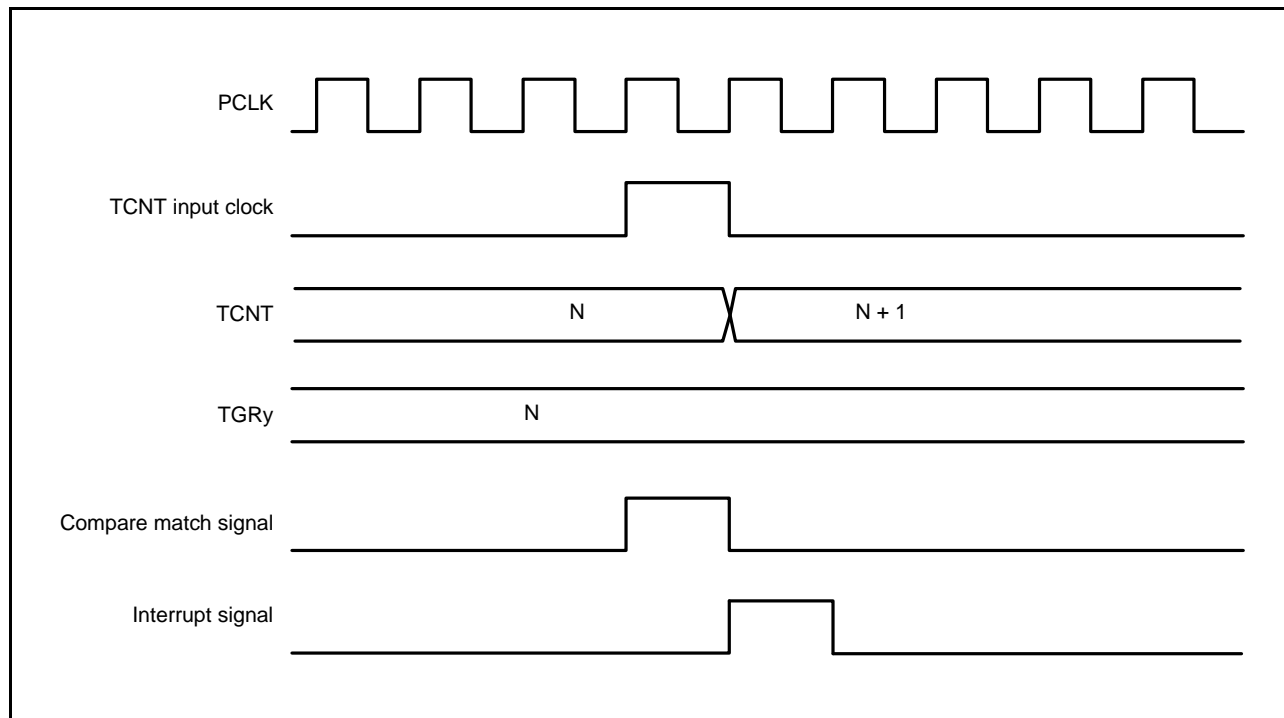 PCLK
TCNT input clock
TCNT
N
N + 1
TGRy
N
Compare match signal
Interrupt signal